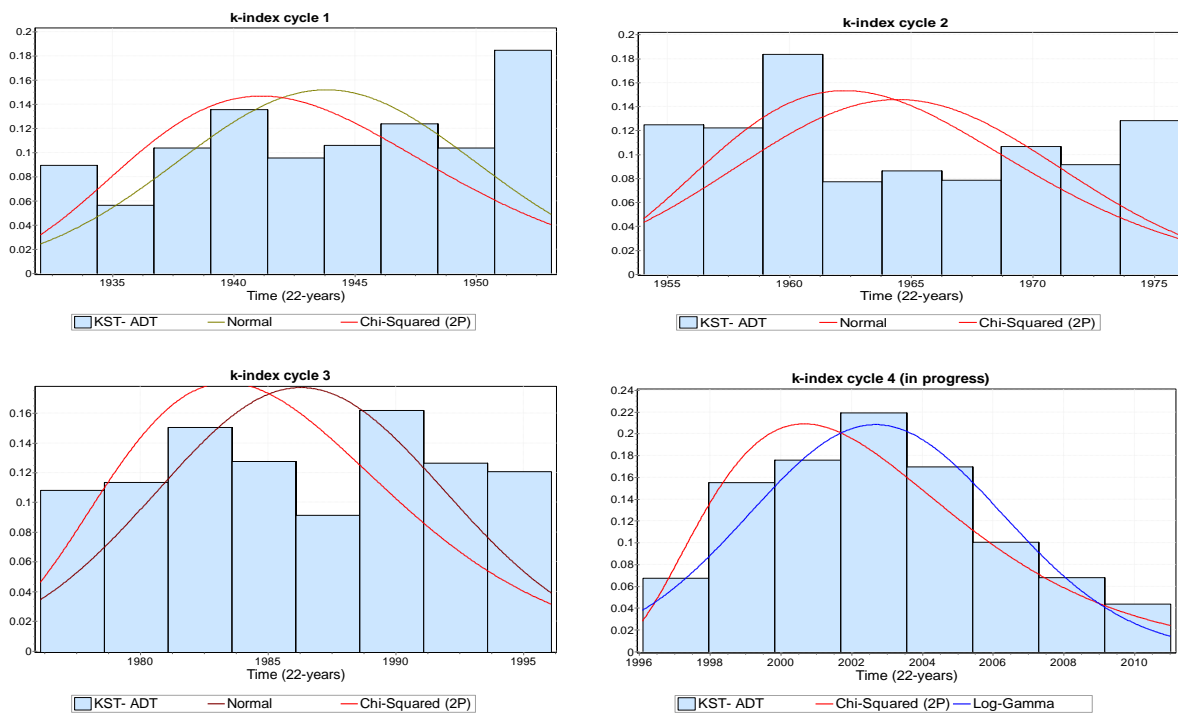 k-index cycle 1
0.2
0.18
0.16
0.14
0.12
0.1
0.08
0.06
0.04
0.02
0
1935 1940 1945 1950
Time (22-years)
KST- ADT Normal Chi-Squared (2P)
k-index cycle 2
0.2
0.18
0.16
0.14
0.12
0.1
0.08
0.06
0.04
0.02
0
1955 1960 1965 1970 1975
Time (22-years)
KST- ADT Normal Chi-Squared (2P)
k-index cycle 3
0.16
0.14
0.12
0.1
0.08
0.06
0.04
0.02
0
1980 1985 1990 1995
Time (22-years)
KST- ADT Normal Chi-Squared (2P)
k-index cycle 4 (in progress)
0.24
0.22
0.2
0.18
0.16
0.14
0.12
0.1
0.08
0.06
0.04
0.02
0
1996 1998 2000 2002 2004 2006 2008 2010
Time (22-years)
KST- ADT Chi-Squared (2P) Log-Gamma